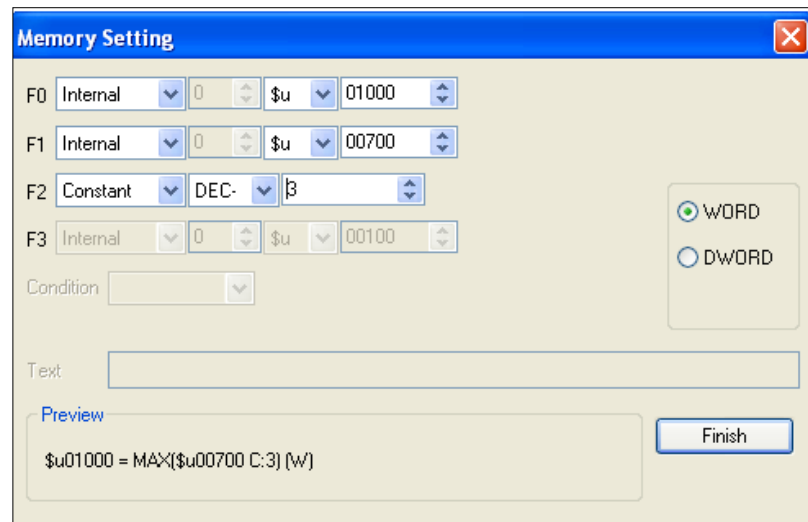 Memory Setting
F0 Internal 0 $u 01000
F1 Internal 0 $u 00700
F2 Constant DEC- 3
WORD
F3 Internal 0 $u 00100
DWORD
Condition
Text
Preview
Finish
$u01000 = MAX($u00700 C:3) (W)